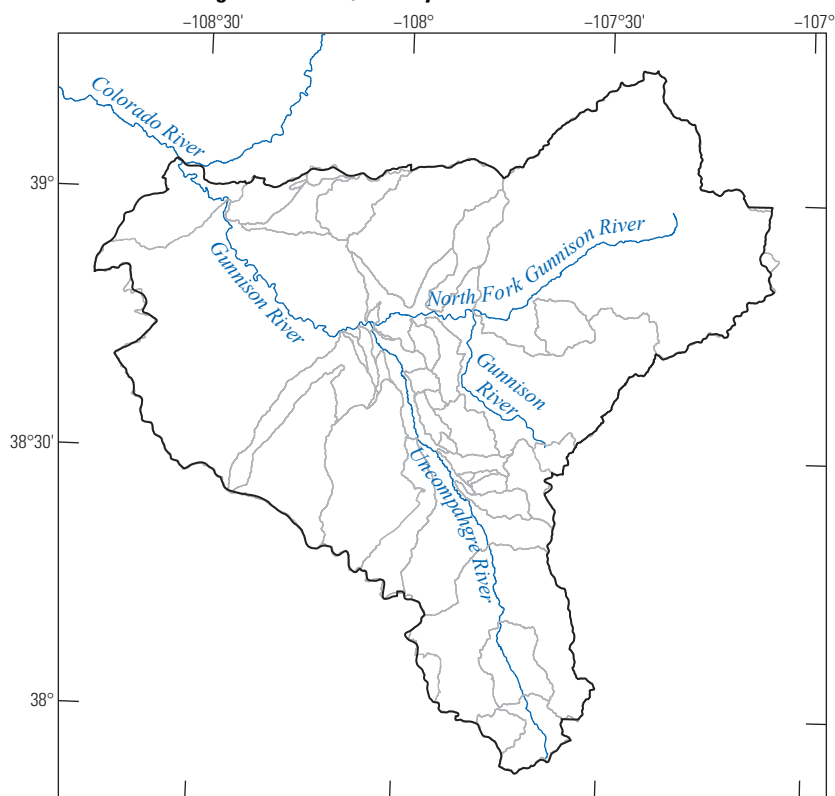 −108°30' −108° −107°30' −107°
Colorado River
39°
North Fork Gunnison River
Gunnison River
Gunnison
River
38°30'
Uncompahgre River
38°